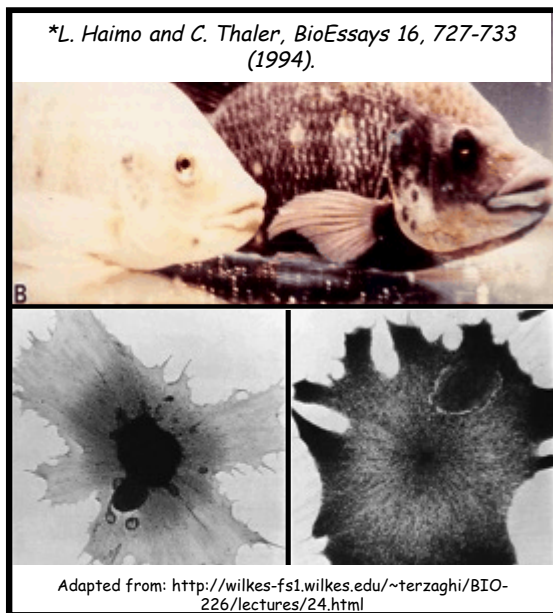 *L. Haimo and C. Thaler, BioEssays 16, 727-733
(1994).
B
Adapted from: http://wilkes-fs1.wilkes.edu/~terzaghi/BIO-
226/lectures/24.html